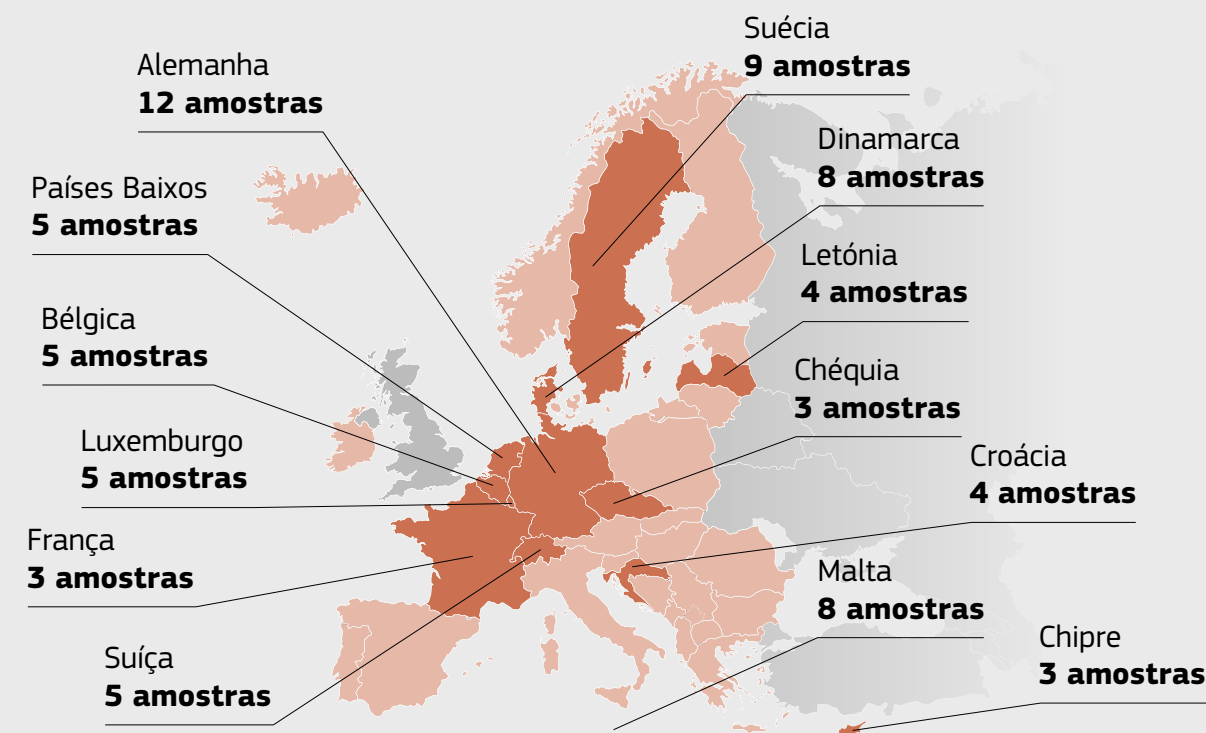 Suécia
9 amostras
Alemanha
12 amostras
Dinamarca
8 amostras
Países Baixos
5 amostras
Letónia
4 amostras
Bélgica
5 amostras
Chéquia
3 amostras
Luxemburgo
5 amostras
Croácia
4 amostras
França
3 amostras
Malta
8 amostras
Chipre
3 amostras
Suíça
5 amostras